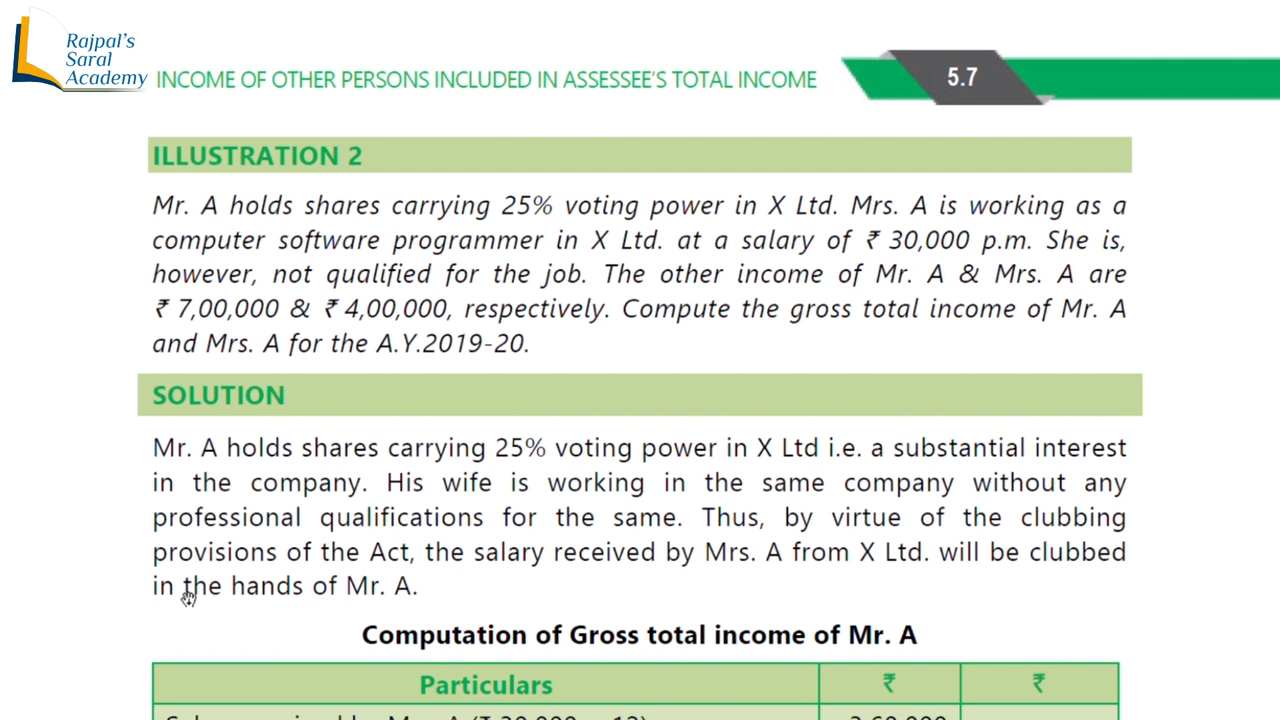 Rajpal's
Saral
Academy
INCOME OF OTHER PERSONS INCLUDED IN ASSESSEE'S TOTAL INCOME
5.7
ILLUSTRATION 2
Mr. A holds shares carrying 25% voting power in X Ltd. Mrs. A is working as a
computer software programmer in X Ltd. at a salary of ₹ 30,000 p.m. She is,
however, not qualified for the job. The other income of Mr. A & Mrs. A are
₹ 7,00,000 & ₹ 4,00,000, respectively. Compute the gross total income of Mr. A
and Mrs. A for the A.Y.2019-20.
SOLUTION
Mr. A holds shares carrying 25% voting power in X Ltd i.e. a substantial interest
in the company. His wife is working in the same company without any
professional qualifications for the same. Thus, by virtue of the clubbing
provisions of the Act, the salary received by Mrs. A from X Ltd. will be clubbed
in the hands of Mr. A.
Computation of Gross total income of Mr. A
Particulars ₹ ₹